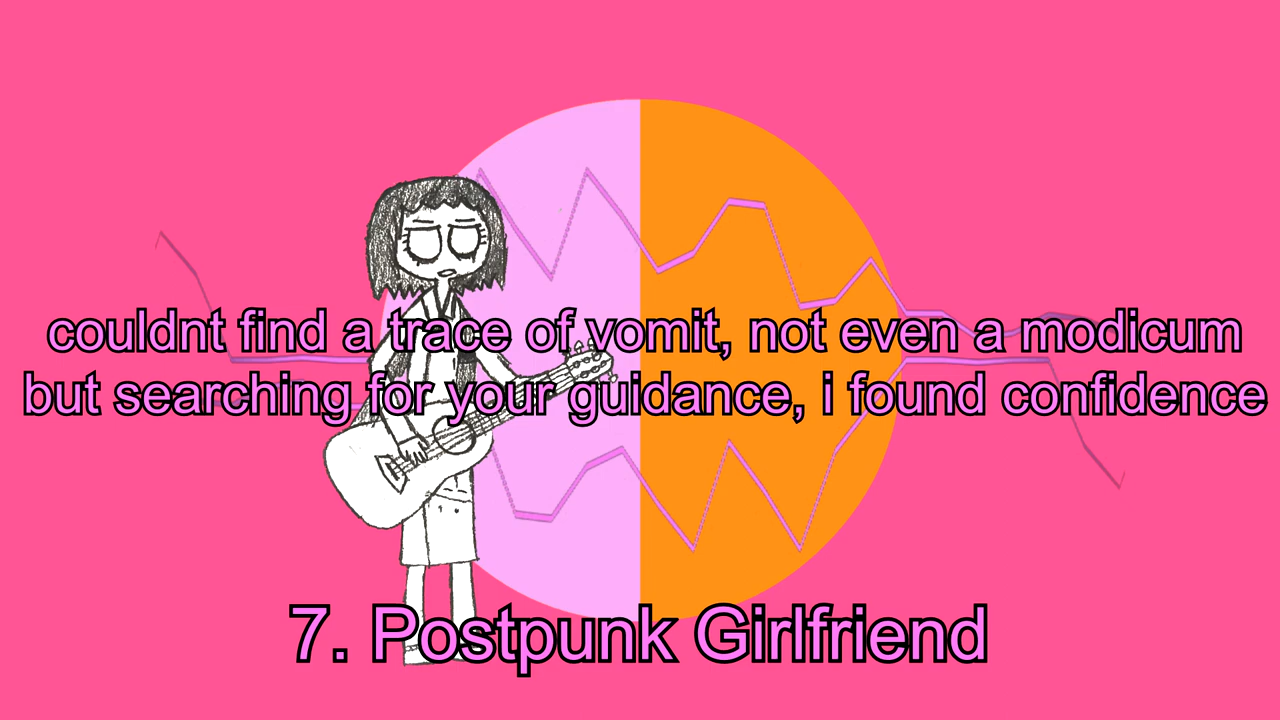 couldnt find a trace of vomit, not even a modicum
but searching for your guidance, i found confidence
7. Postpunk Girlfriend